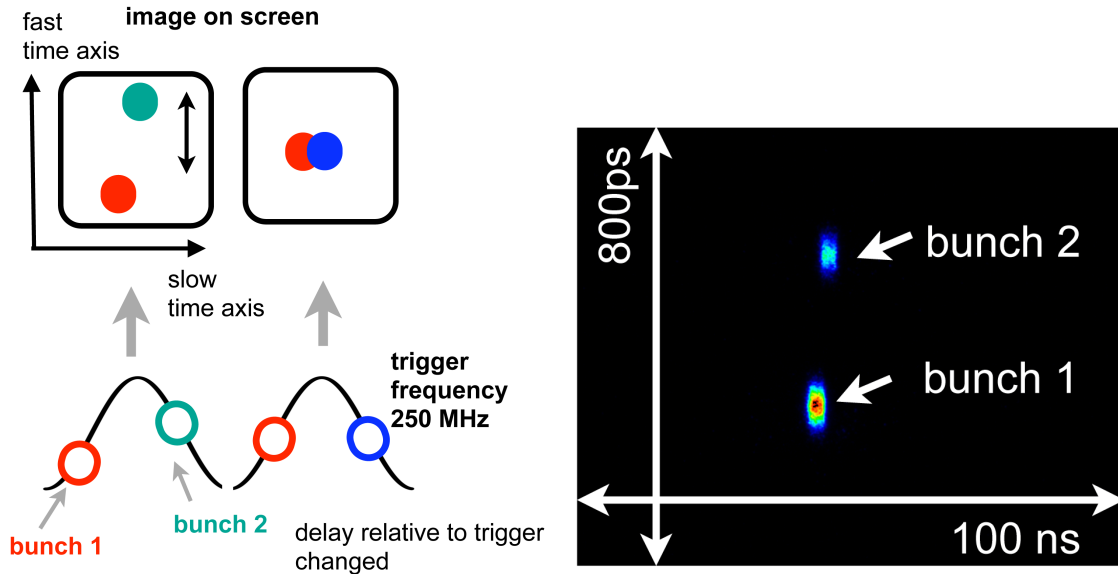 fast
time axis
image on screen
slow
time axis
trigger
frequency
250 MHz
bunch 1
bunch 2
delay relative to trigger
changed
800ps
bunch 2
bunch 1
100 ns